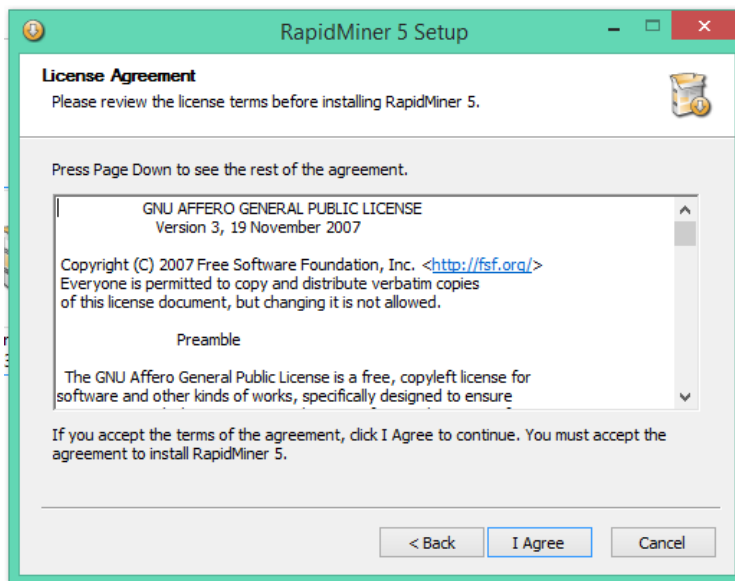 RapidMiner 5 Setup
License Agreement
Please review the license terms before installing RapidMiner 5.
Press Page Down to see the rest of the agreement.
GNU AFFERO GENERAL PUBLIC LICENSE
Version 3, 19 November 2007
Copyright (C) 2007 Free Software Foundation, Inc. <http://fsf.org/>
Everyone is permitted to copy and distribute verbatim copies
of this license document, but changing it is not allowed.
Preamble
The GNU Affero General Public License is a free, copyleft license for
software and other kinds of works, specifically designed to ensure
If you accept the terms of the agreement, click I Agree to continue. You must accept the
agreement to install RapidMiner 5.
< Back
I Agree
Cancel